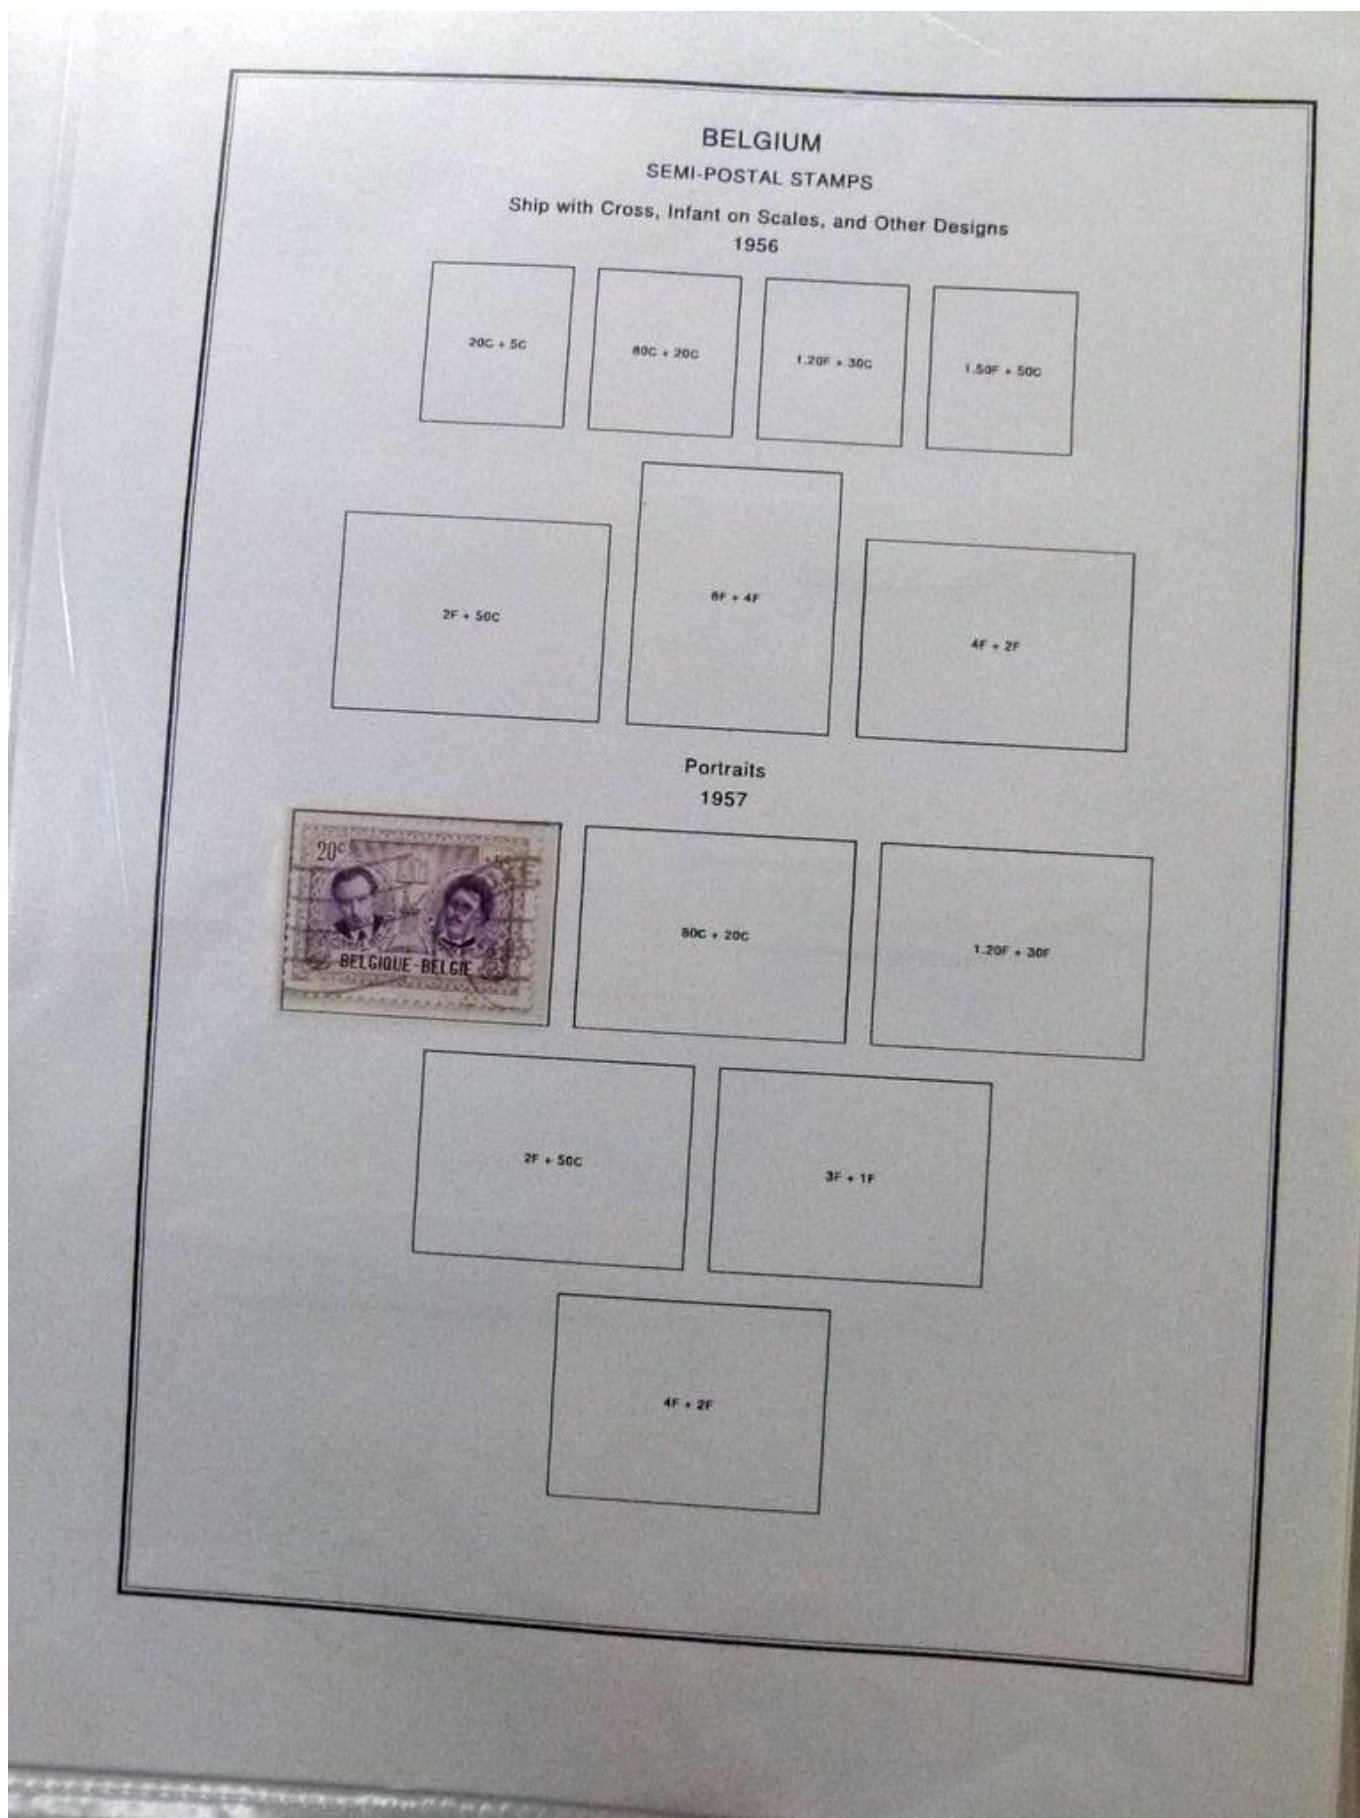 BELGIUM
SEMI-POSTAL STAMPS
Ship with Cross, Infant on Scales, and Other Designs
1956
20C + 5C
80C + 20C
1.20F + 30C
1.50F + 50C
2F + 50C
8F + 4F
4F + 2F
Portraits
1957
20c
BELGIQUE-BELGIE
80C + 20C
1.20F + 30F
2F + 50C
3F + 1F
4F + 2F